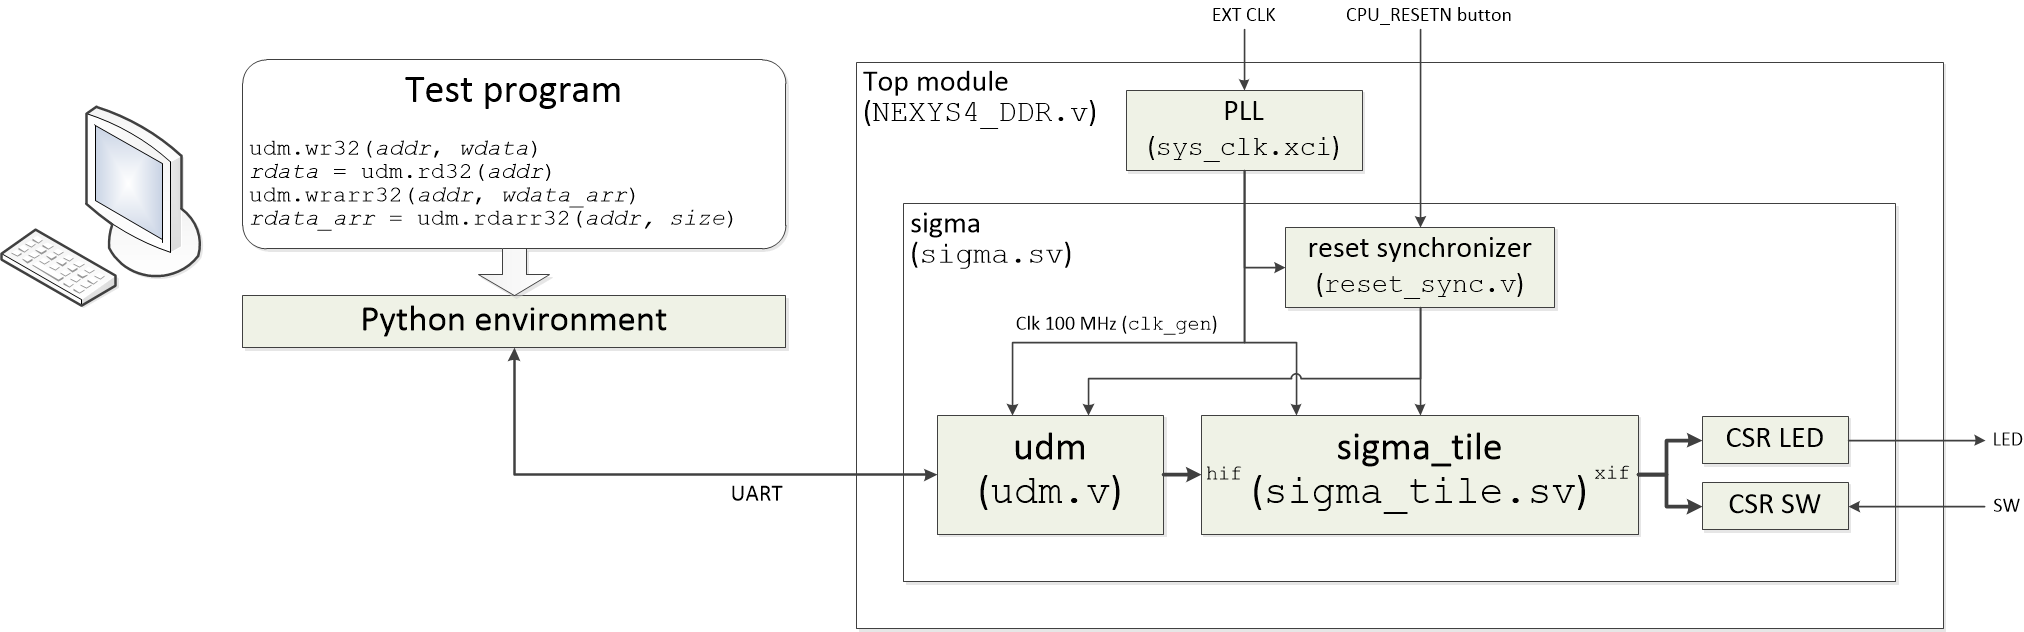 EXT CLK
CPU_RESETN button
Test program
udm.wr32(addr, wdata)
rdata = udm.rd32(addr)
udm.wrarr32(addr, wdata_arr)
rdata_arr = udm.rdarr32(addr, size)
Python environment
UART
Top module
(NEXYS4_DDR.v)
PLL
(sys_clk.xci)
sigma
(sigma.sv)
reset synchronizer
(reset_sync.v)
Clk 100 MHz (clk_gen)
udm
(udm.v)
hif
sigma_tile
(sigma_tile.sv)
xif
CSR LED
LED
CSR SW
SW